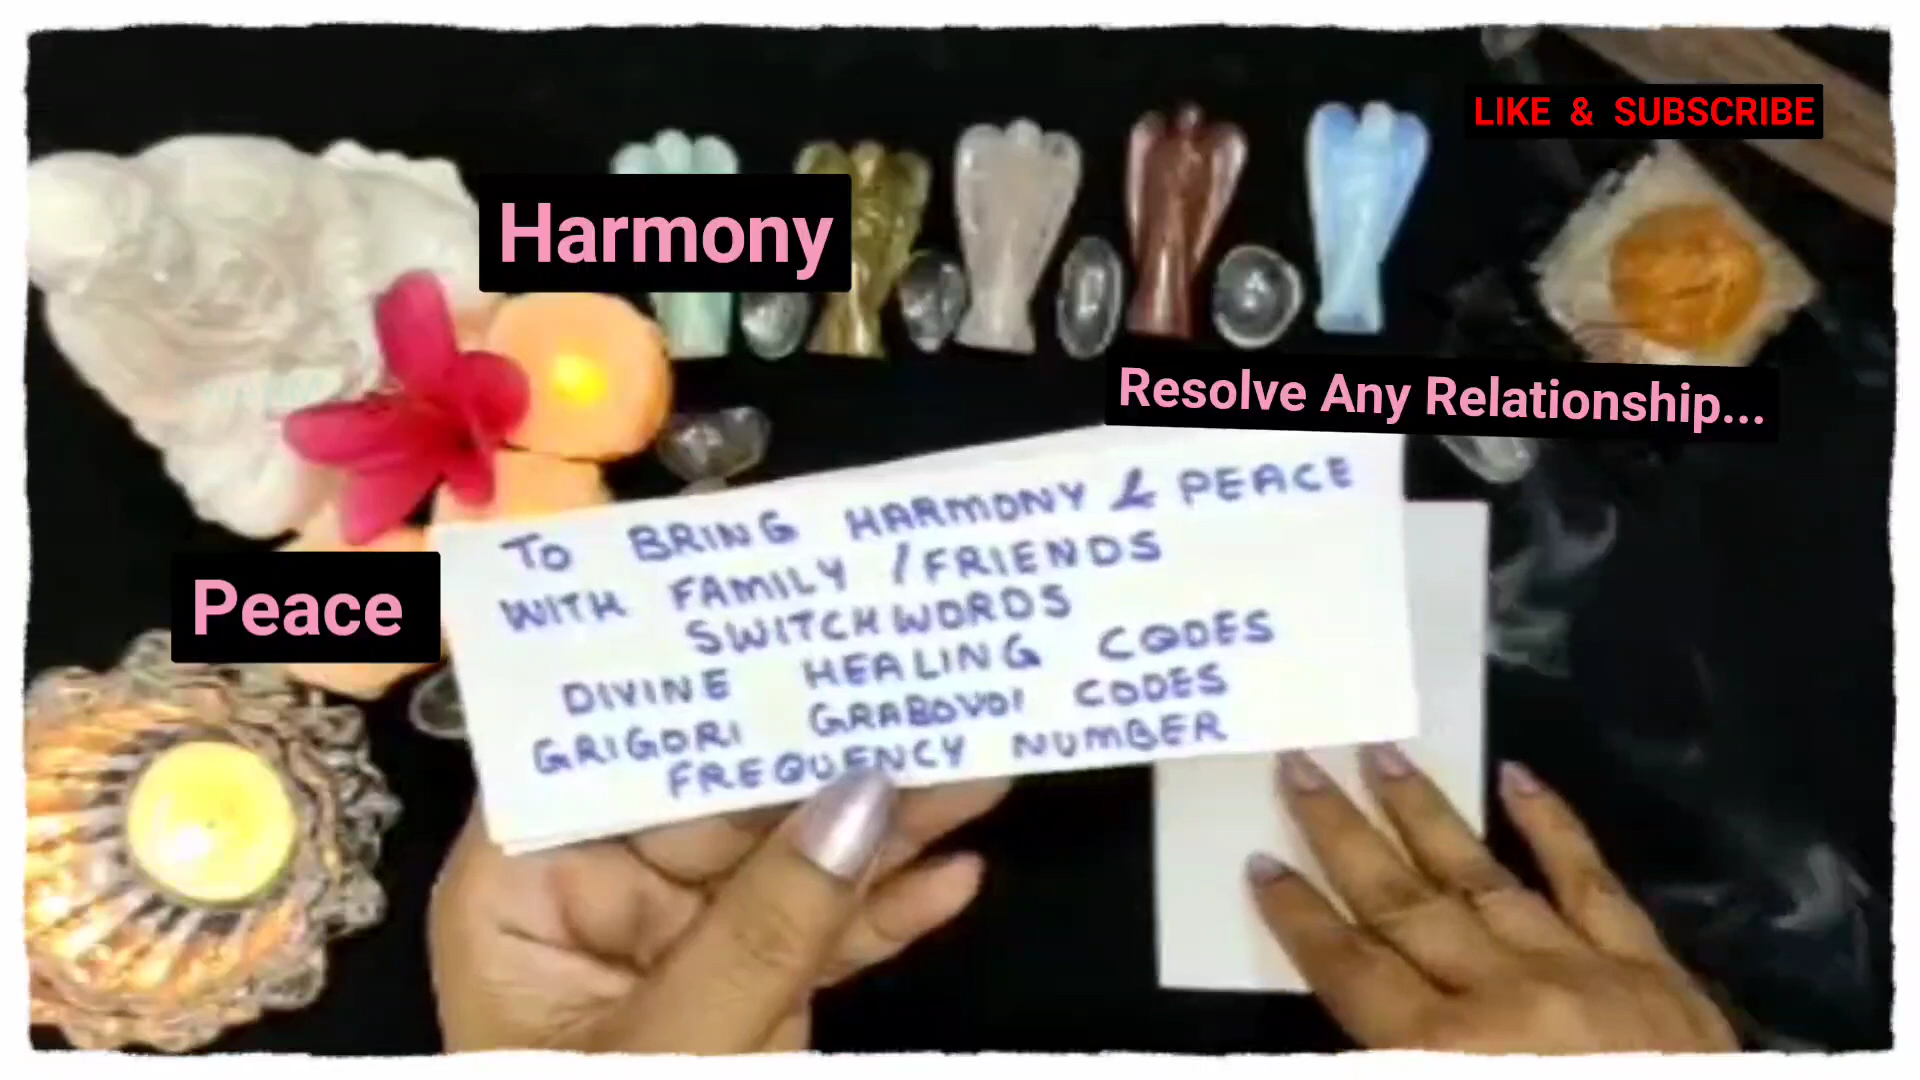 LIKE & SUBSCRIBE
Harmony
Resolve Any Relationship...
TO BRING HARMONY & PEACE
WITH FAMILY / FRIENDS
SWITCHWORDS
DIVINE HEALING CODES
GRIGORI GRABOVOI CODES
FREQUENCY NUMBER
Peace